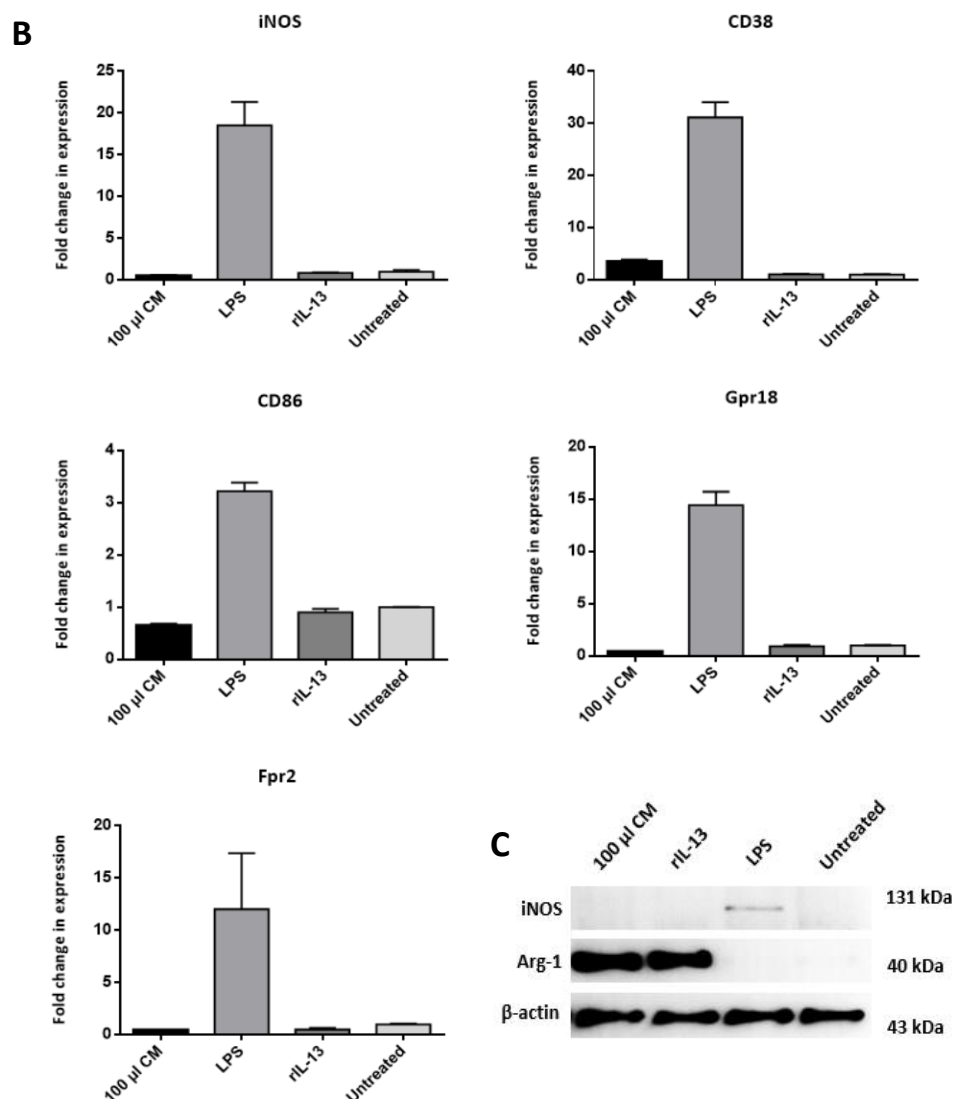 B
iNOS
Fold change in expression
25
20
15
10
5
0
100 µl CM
LPS
rIL-13
Untreated
CD38
Fold change in expression
40
30
20
10
0
100 µl CM
LPS
rIL-13
Untreated
CD86
Fold change in expression
4
3
2
1
0
100 µl CM
LPS
rIL-13
Untreated
Gpr18
Fold change in expression
20
15
10
5
0
100 µl CM
LPS
rIL-13
Untreated
Fpr2
Fold change in expression
20
15
10
5
0
100 µl CM
LPS
rIL-13
Untreated
C
100 µl CM
rIL-13
LPS
Untreated
iNOS
131 kDa
Arg-1
40 kDa
β-actin
43 kDa